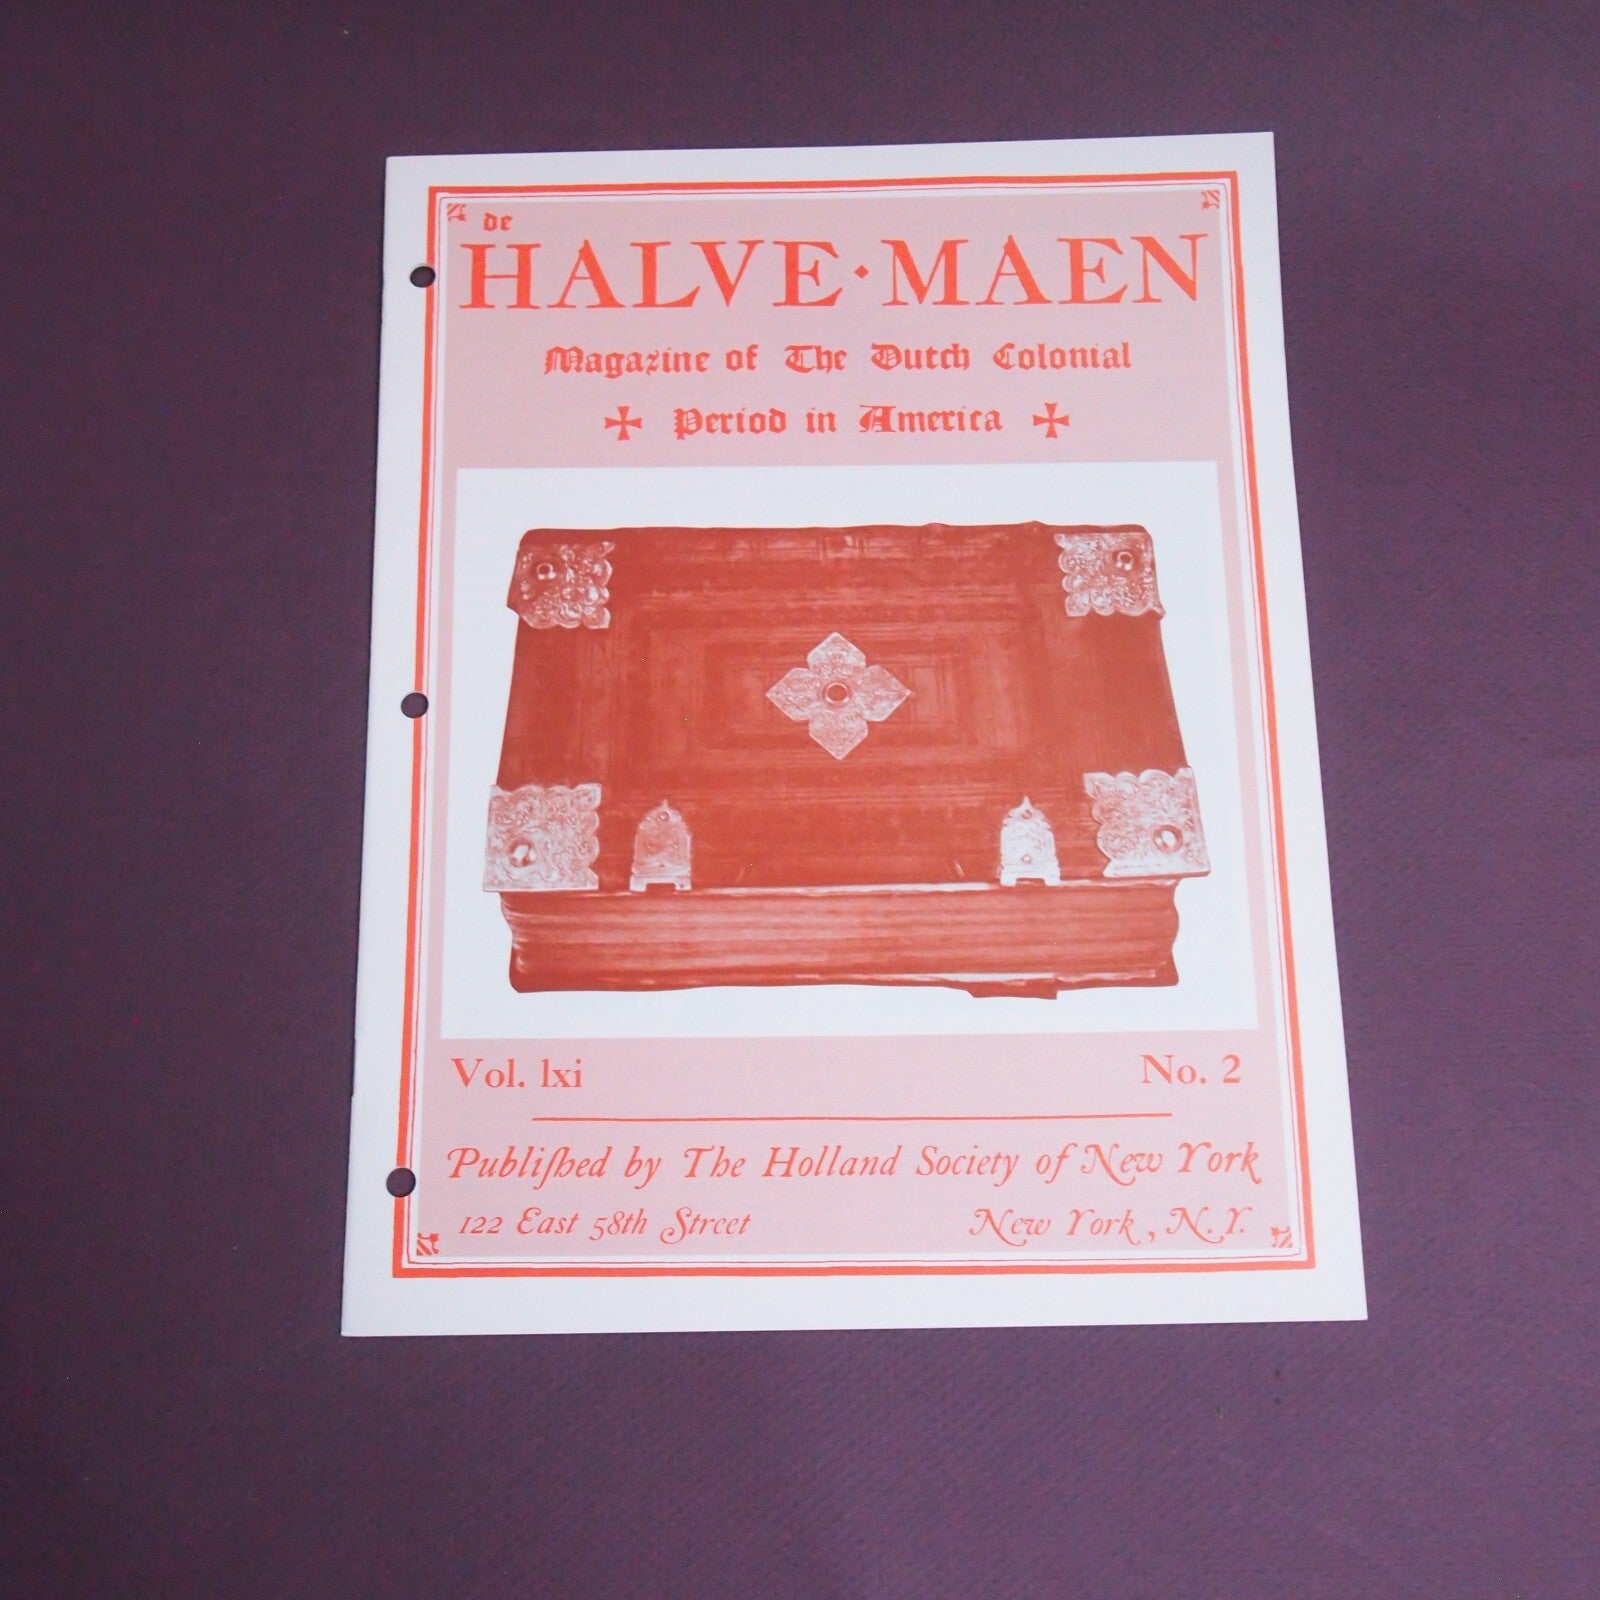 de
HALVE · MAEN
Magazine of The Dutch Colonial
Period in America
Vol. lxi No. 2
Publiſhed by The Holland Society of New York
122 East 58th Street New York, N.Y.